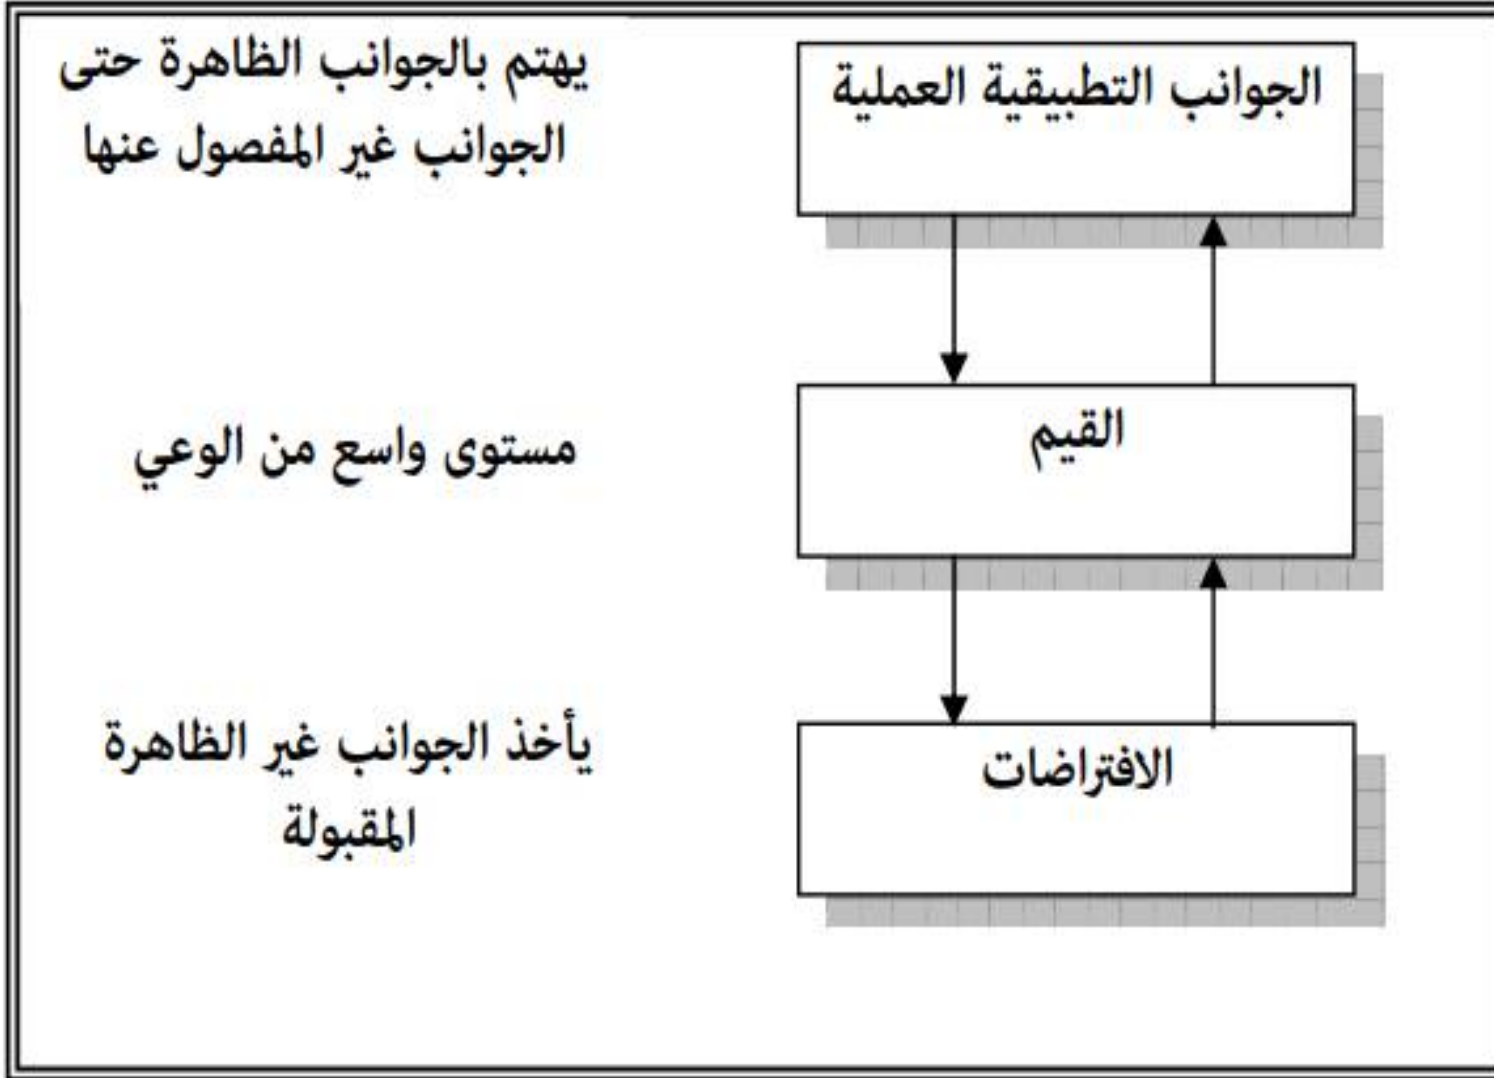 الجوانب التطبيقية العملية
يهتم بالجوانب الظاهرة حتى
الجوانب غير المفصول عنها
القيم
مستوى واسع من الوعي
الافتراضات
يأخذ الجوانب غير الظاهرة
المقبولة